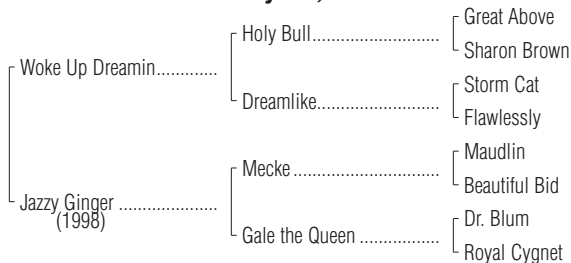 Great Above
Holy Bull....................................
Sharon Brown
Woke Up Dreamin.............
Storm Cat
Dreamlike...................................
Flawlessly
Maudlin
Mecke .........................................
Beautiful Bid
Jazzy Ginger .....................
(1998)
Dr. Blum
Gale the Queen .......................
Royal Cygnet